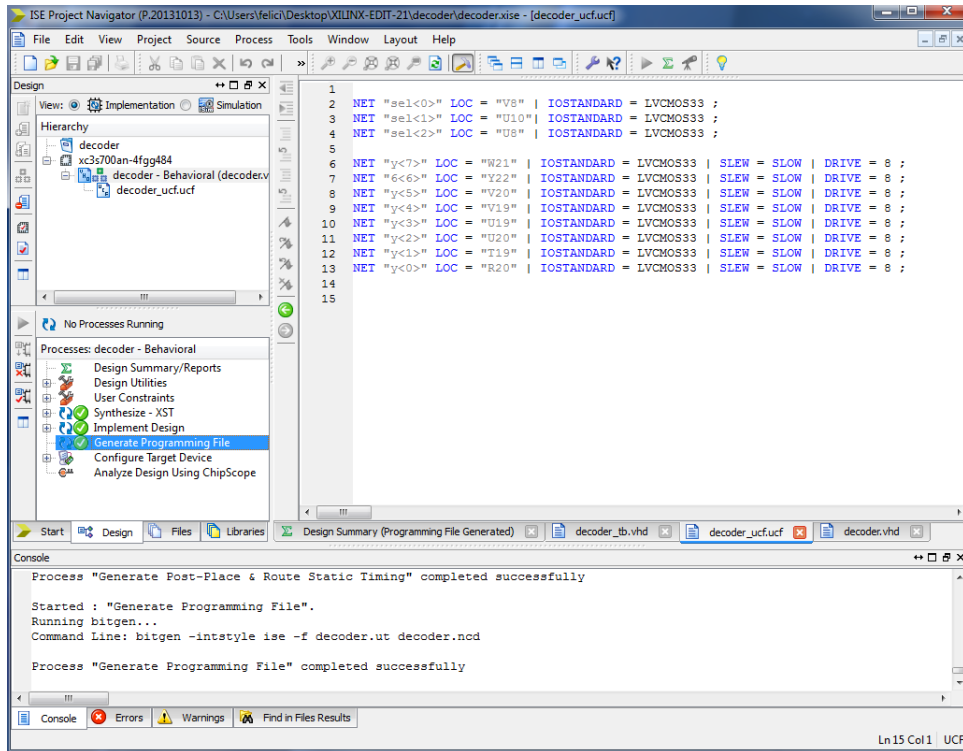 ISE Project Navigator (P.20131013) - C:\Users\felici\Desktop\XILINX-EDIT-21\decoder\decoder.xise - [decoder_ucf.ucf]
File Edit View Project Source Process Tools Window Layout Help
Design
View: Implementation Simulation
Hierarchy
decoder
xc3s700an-4fgg484
decoder - Behavioral (decoder.v
decoder_ucf.ucf
No Processes Running
Processes: decoder - Behavioral
Design Summary/Reports
Design Utilities
User Constraints
Synthesize - XST
Implement Design
Generate Programming File
Configure Target Device
Analyze Design Using ChipScope
Start Design Files Libraries
1
2 NET "sel<0>" LOC = "V8" | IOSTANDARD = LVCMOS33 ;
3 NET "sel<1>" LOC = "U10"| IOSTANDARD = LVCMOS33 ;
4 NET "sel<2>" LOC = "U8" | IOSTANDARD = LVCMOS33 ;
5
6 NET "y<7>" LOC = "W21" | IOSTANDARD = LVCMOS33 | SLEW = SLOW | DRIVE = 8 ;
7 NET "6<6>" LOC = "Y22" | IOSTANDARD = LVCMOS33 | SLEW = SLOW | DRIVE = 8 ;
8 NET "y<5>" LOC = "V20" | IOSTANDARD = LVCMOS33 | SLEW = SLOW | DRIVE = 8 ;
9 NET "y<4>" LOC = "V19" | IOSTANDARD = LVCMOS33 | SLEW = SLOW | DRIVE = 8 ;
10 NET "y<3>" LOC = "U19" | IOSTANDARD = LVCMOS33 | SLEW = SLOW | DRIVE = 8 ;
11 NET "y<2>" LOC = "U20" | IOSTANDARD = LVCMOS33 | SLEW = SLOW | DRIVE = 8 ;
12 NET "y<1>" LOC = "T19" | IOSTANDARD = LVCMOS33 | SLEW = SLOW | DRIVE = 8 ;
13 NET "y<0>" LOC = "R20" | IOSTANDARD = LVCMOS33 | SLEW = SLOW | DRIVE = 8 ;
14
15
Design Summary (Programming File Generated) decoder_tb.vhd decoder_ucf.ucf decoder.vhd
Console
Process "Generate Post-Place & Route Static Timing" completed successfully
Started : "Generate Programming File".
Running bitgen...
Command Line: bitgen -intstyle ise -f decoder.ut decoder.ncd
Process "Generate Programming File" completed successfully
Console Errors Warnings Find in Files Results
Ln 15 Col 1 UCF